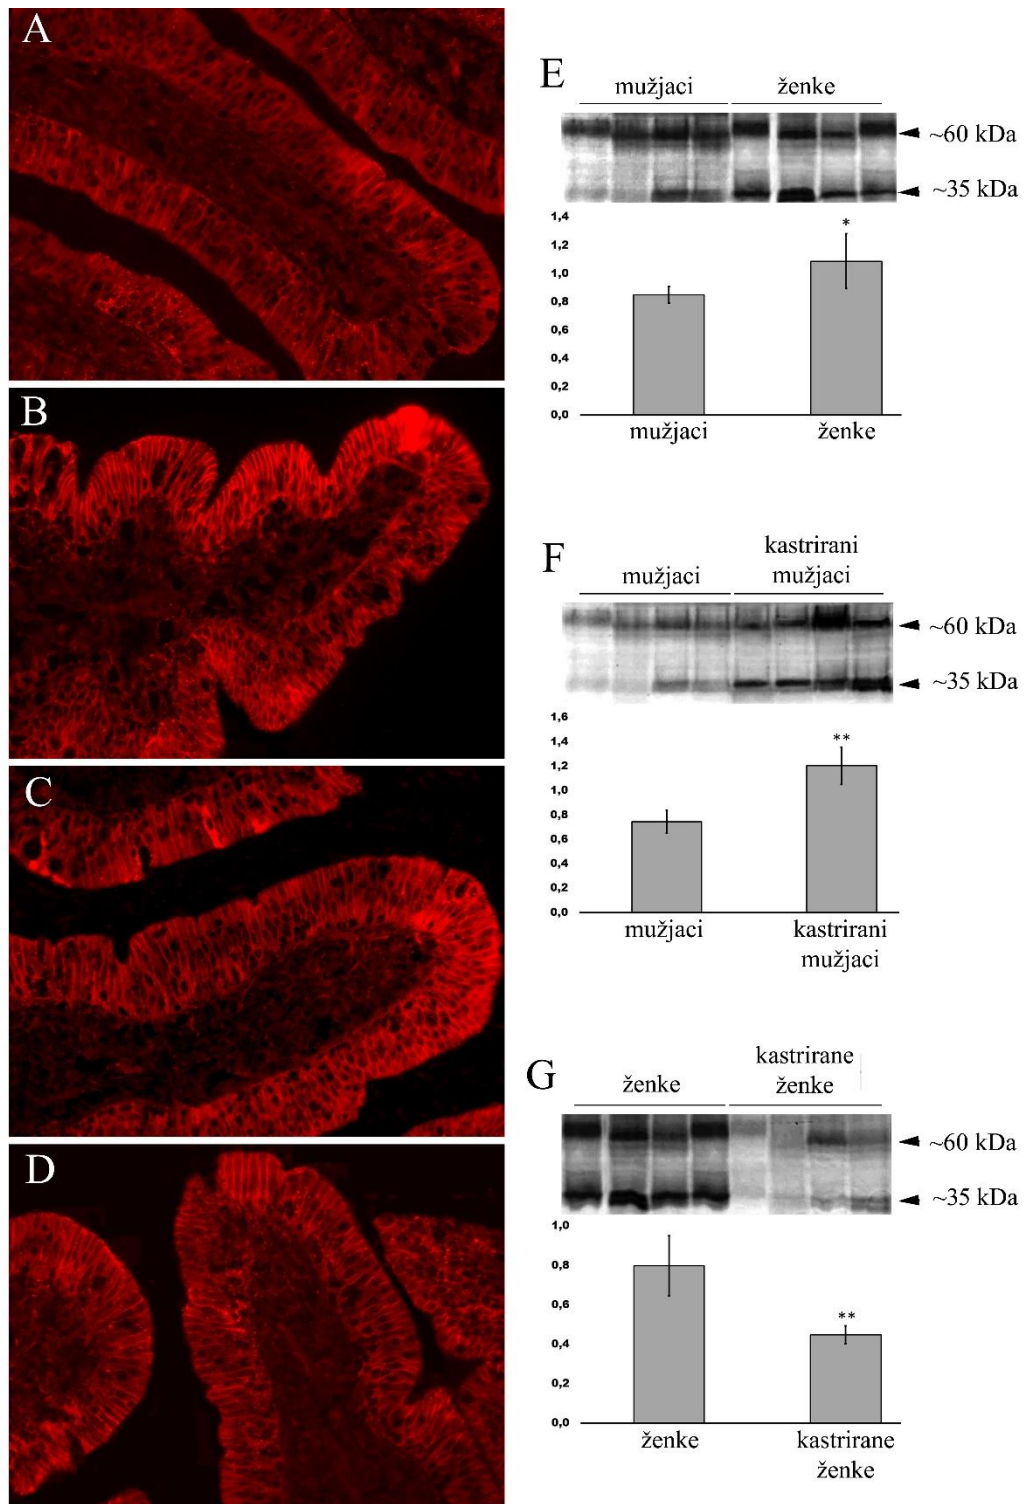 A
B
C
D
E
mužjaci ženke
~60 kDa
~35 kDa
1,4
1,2
1,0
0,8
0,6
0,4
0,2
0,0
*
mužjaci ženke
F
mužjaci kastrirani
mužjaci
~60 kDa
~35 kDa
1,6
1,4
1,2
1,0
0,8
0,6
0,4
0,2
0,0
**
mužjaci kastrirani
mužjaci
G
ženke kastrirane
ženke
~60 kDa
~35 kDa
1,0
0,8
0,6
0,4
0,2
0,0
**
ženke kastrirane
ženke